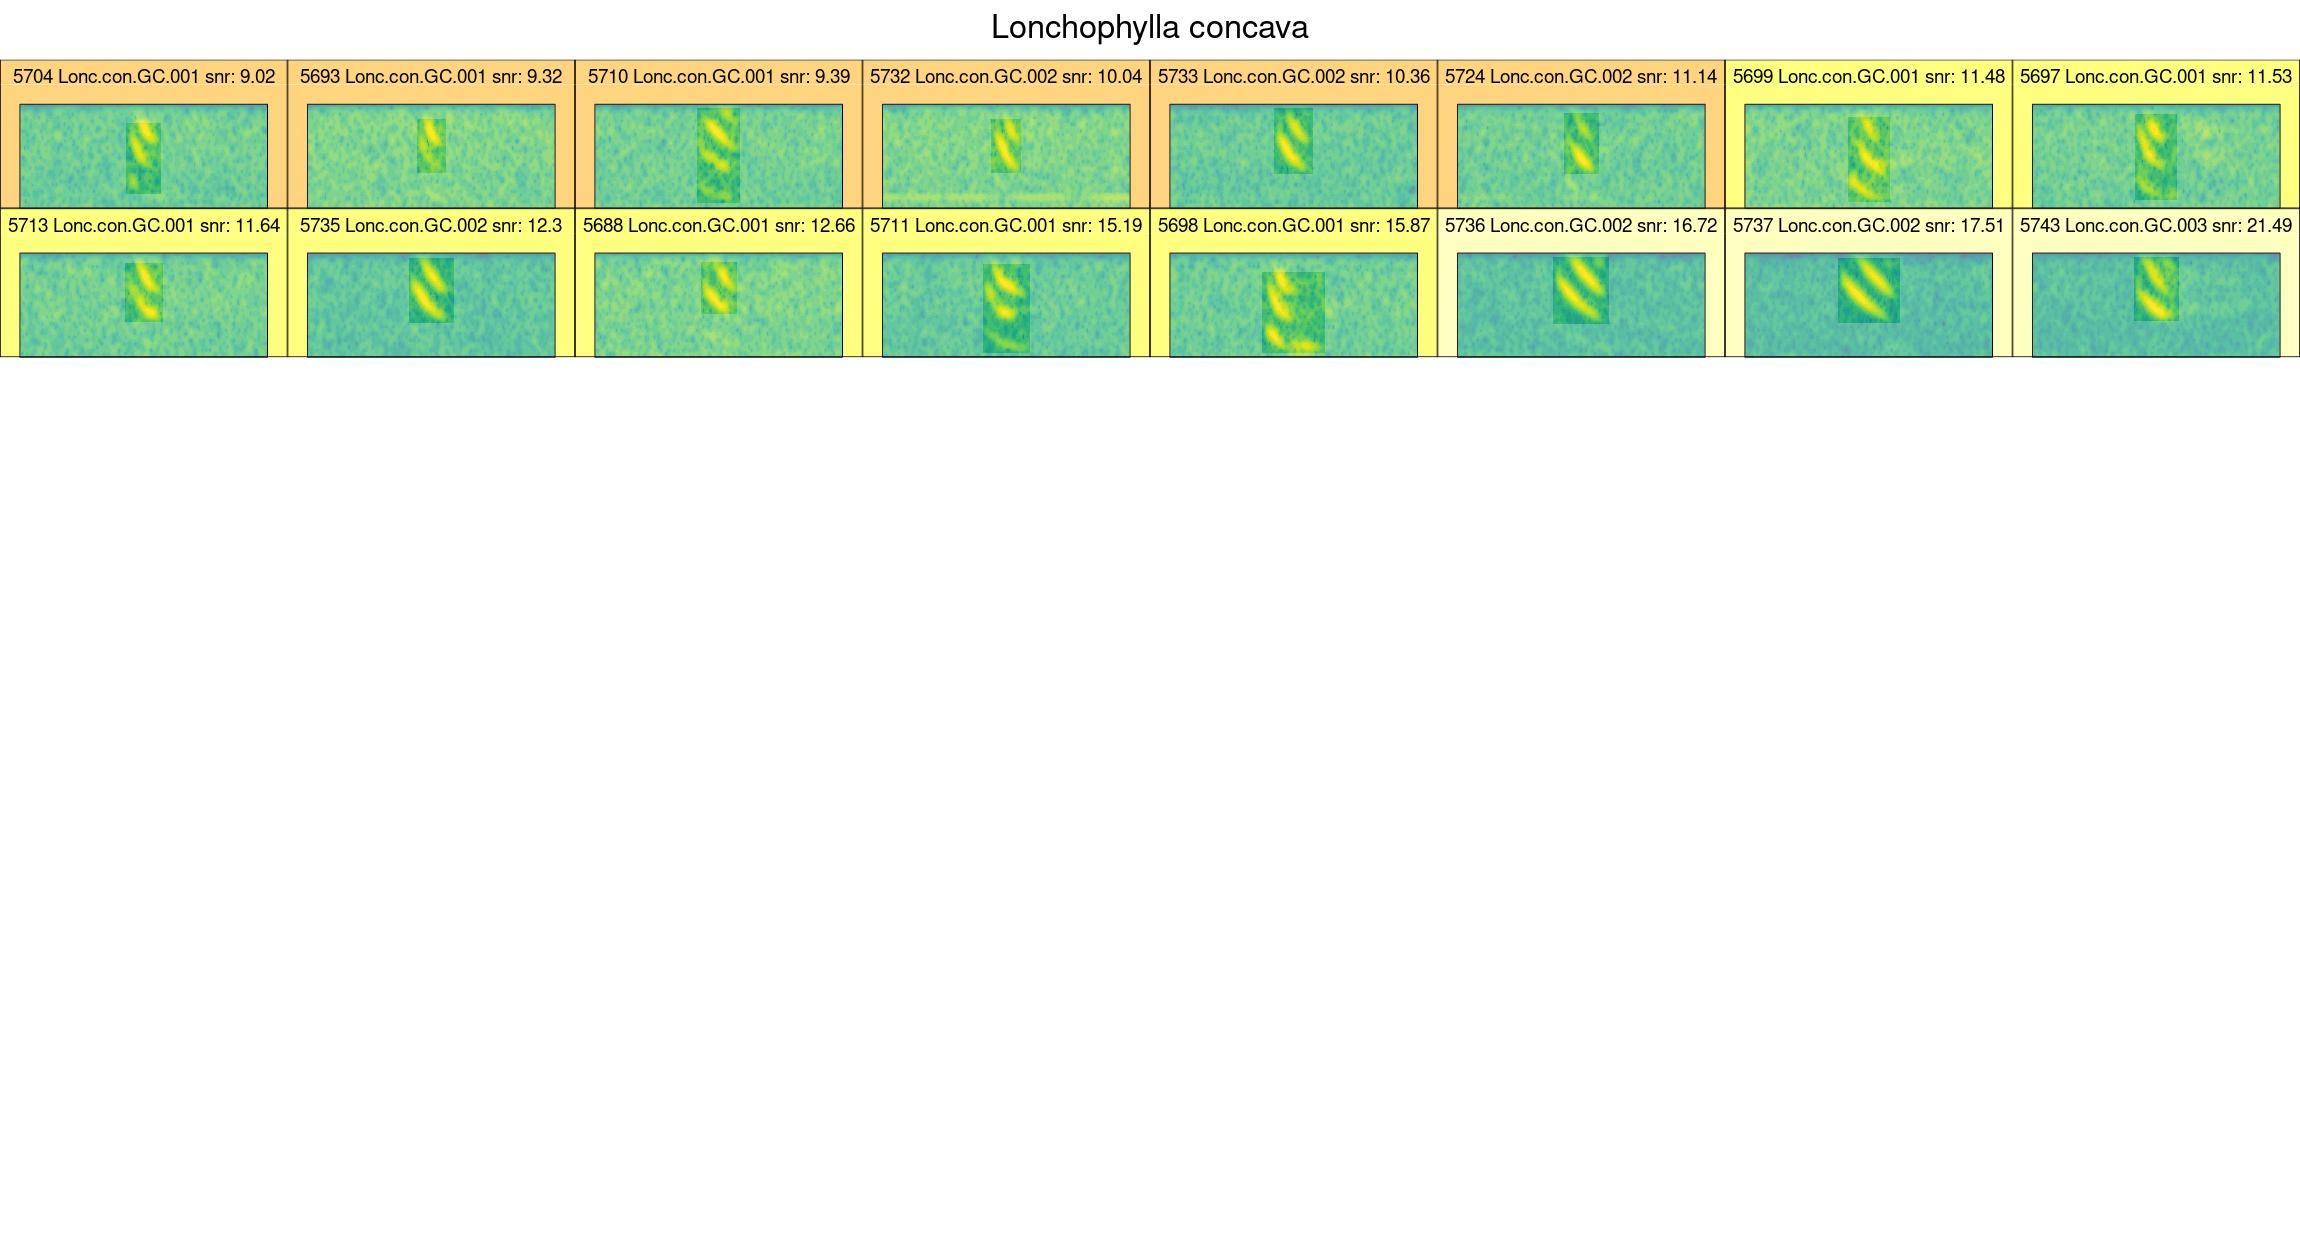 Lonchophylla concava
5704 Lonc.con.GC.001 snr: 9.02
5693 Lonc.con.GC.001 snr: 9.32
5710 Lonc.con.GC.001 snr: 9.39
5732 Lonc.con.GC.002 snr: 10.04
5733 Lonc.con.GC.002 snr: 10.36
5724 Lonc.con.GC.002 snr: 11.14
5699 Lonc.con.GC.001 snr: 11.48
5697 Lonc.con.GC.001 snr: 11.53
5713 Lonc.con.GC.001 snr: 11.64
5735 Lonc.con.GC.002 snr: 12.3
5688 Lonc.con.GC.001 snr: 12.66
5711 Lonc.con.GC.001 snr: 15.19
5698 Lonc.con.GC.001 snr: 15.87
5736 Lonc.con.GC.002 snr: 16.72
5737 Lonc.con.GC.002 snr: 17.51
5743 Lonc.con.GC.003 snr: 21.49